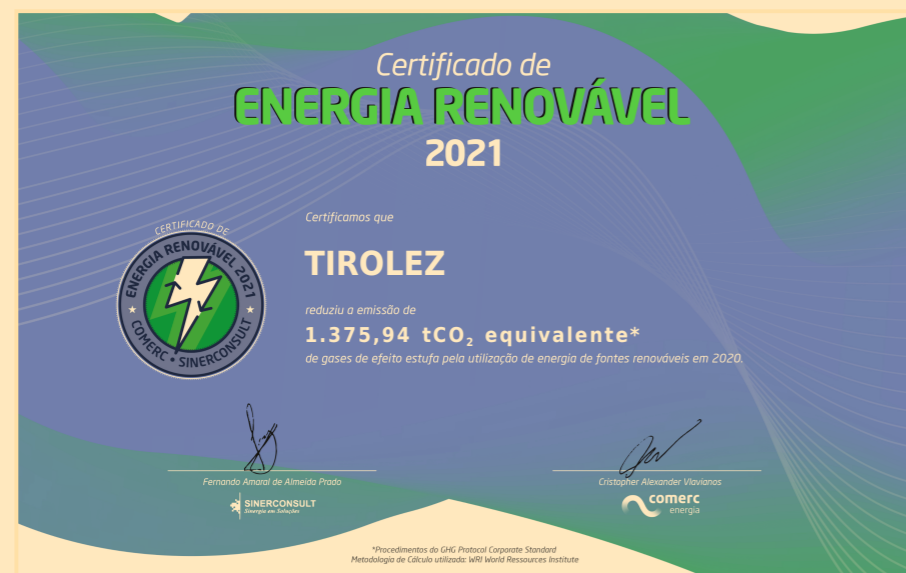 Certificado de
ENERGIA RENOVÁVEL
2021
Certificamos que
TIROLEZ
reduziu a emissão de
1.375,94 tCO₂ equivalente*
de gases de efeito estufa pela utilização de energia de fontes renováveis em 2020.
CERTIFICADO DE
ENERGIA RENOVÁVEL 2021
COMERC • SINERCONSULT
Fernando Amaral de Almeida Prado
SINERCONSULT
Sinergia em Soluções
Cristopher Alexander Vlavianos
comerc
energia
*Procedimentos do GHG Protocol Corporate Standard
Metodologia de Cálculo utilizada: WRI World Ressources Institute